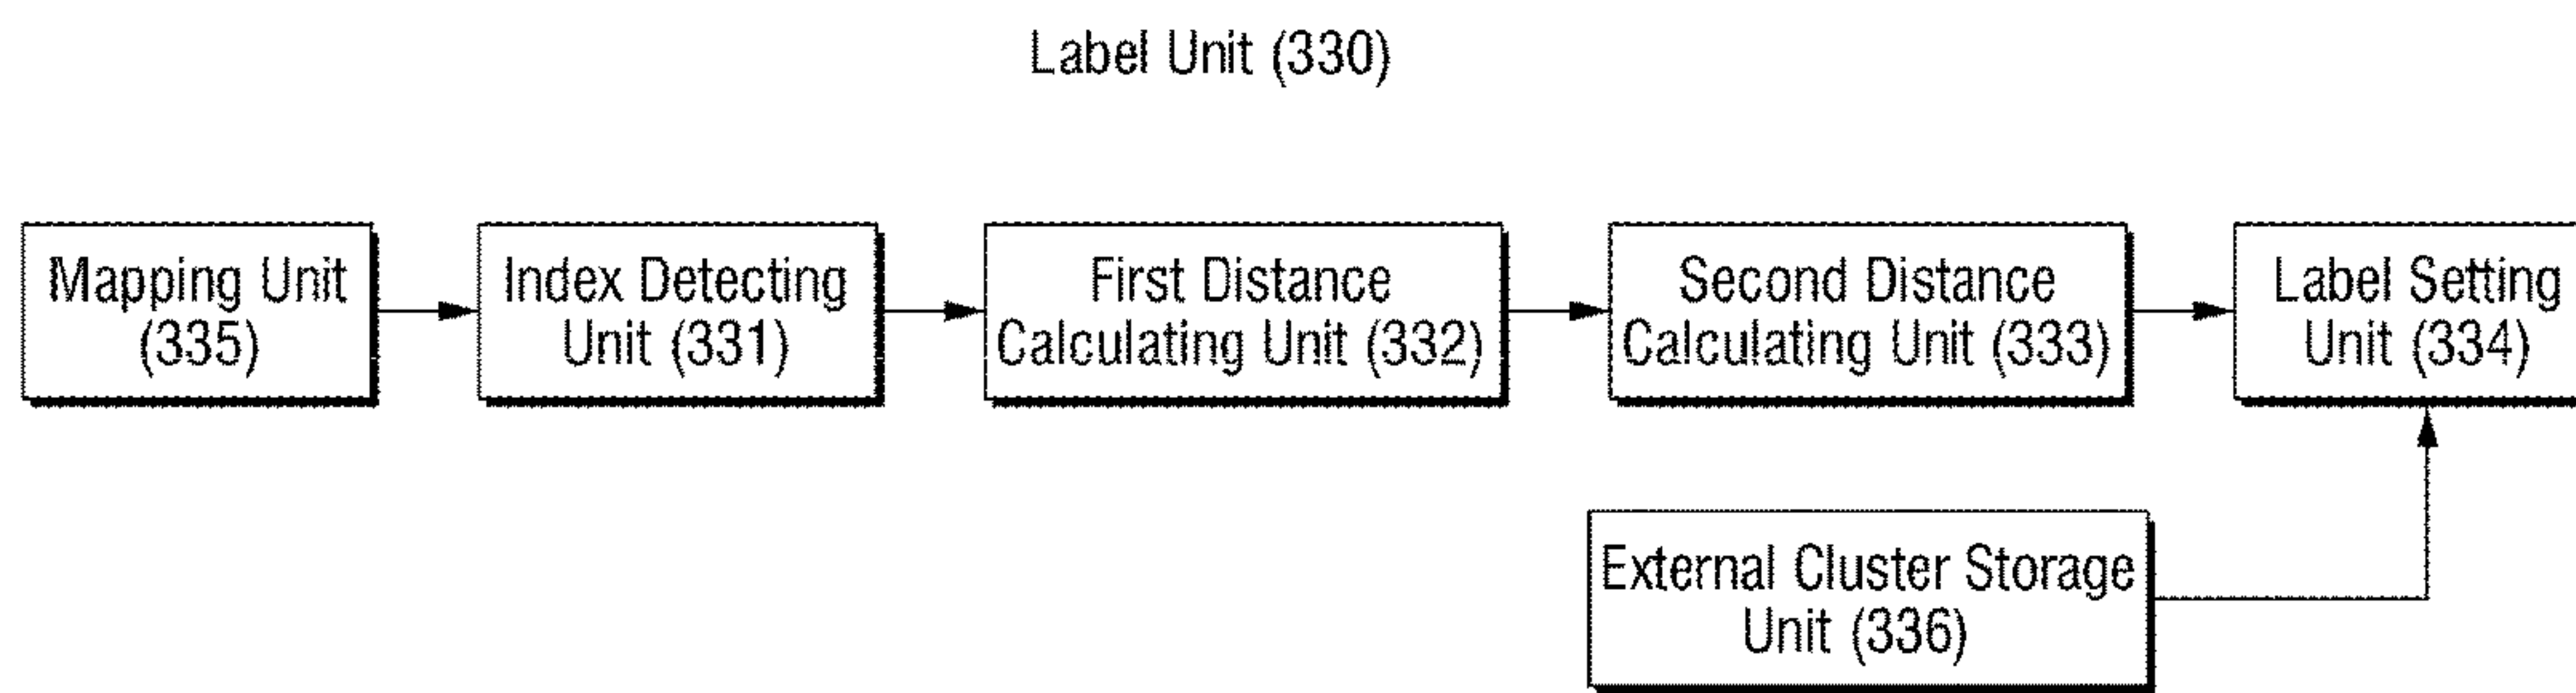 Label Unit (330)
Mapping Unit
(335)
Index Detecting
Unit (331)
First Distance
Calculating Unit (332)
Second Distance
Calculating Unit (333)
Label Setting
Unit (334)
External Cluster Storage
Unit (336)